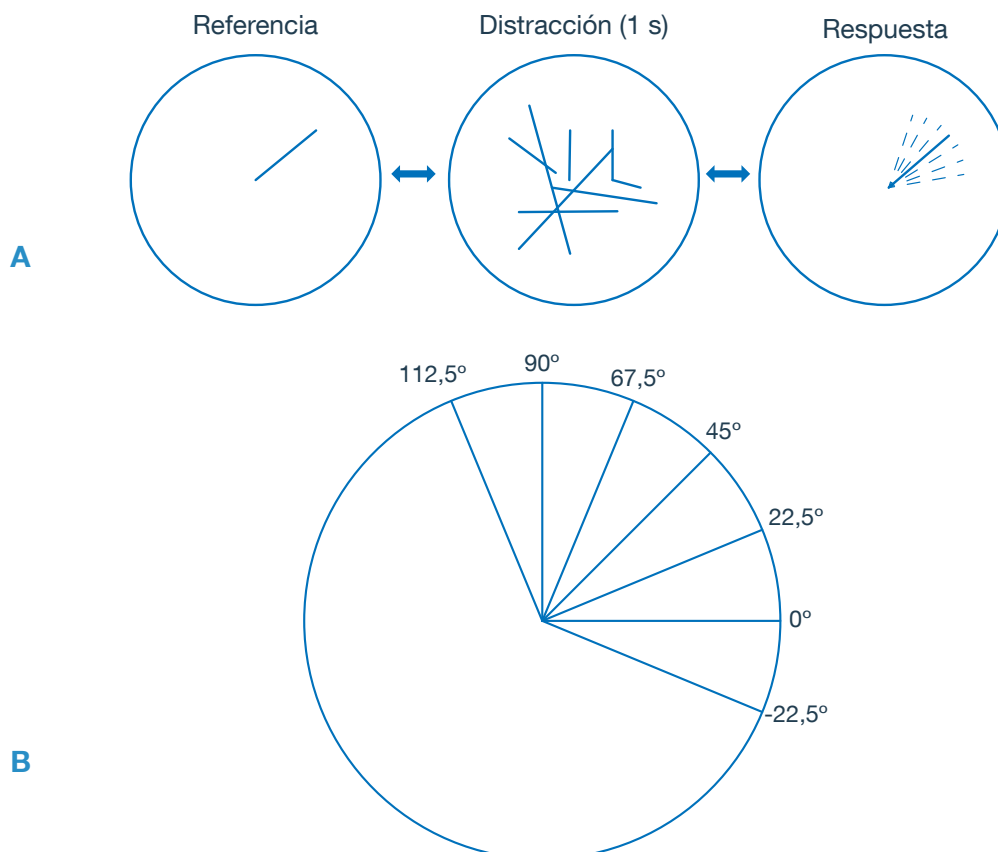 Referencia
Distracción (1 s)
Respuesta
A
112,5º
90º
67,5º
45º
22,5º
0º
-22,5º
B